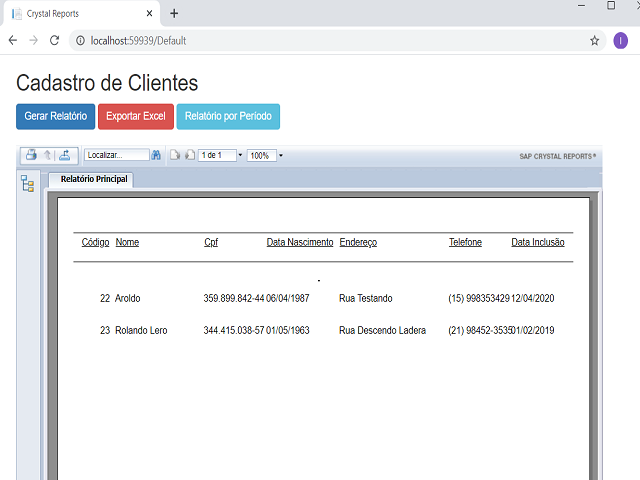 Crystal Reports
localhost:59939/Default
I
Cadastro de Clientes
Gerar Relatório Exportar Excel Relatório por Periodo
Localizar... 1 de 1 100% SAP CRYSTAL REPORTS®
Relatório Principal
Código Nome Cpf Data Nascimento Endereço Telefone Data Inclusão
22 Aroldo 359.899.842-44 06/04/1987 Rua Testando (15) 998353429 12/04/2020
23 Rolando Lero 344.415.038-57 01/05/1963 Rua Descendo Ladera (21) 98452-3535 01/02/2019